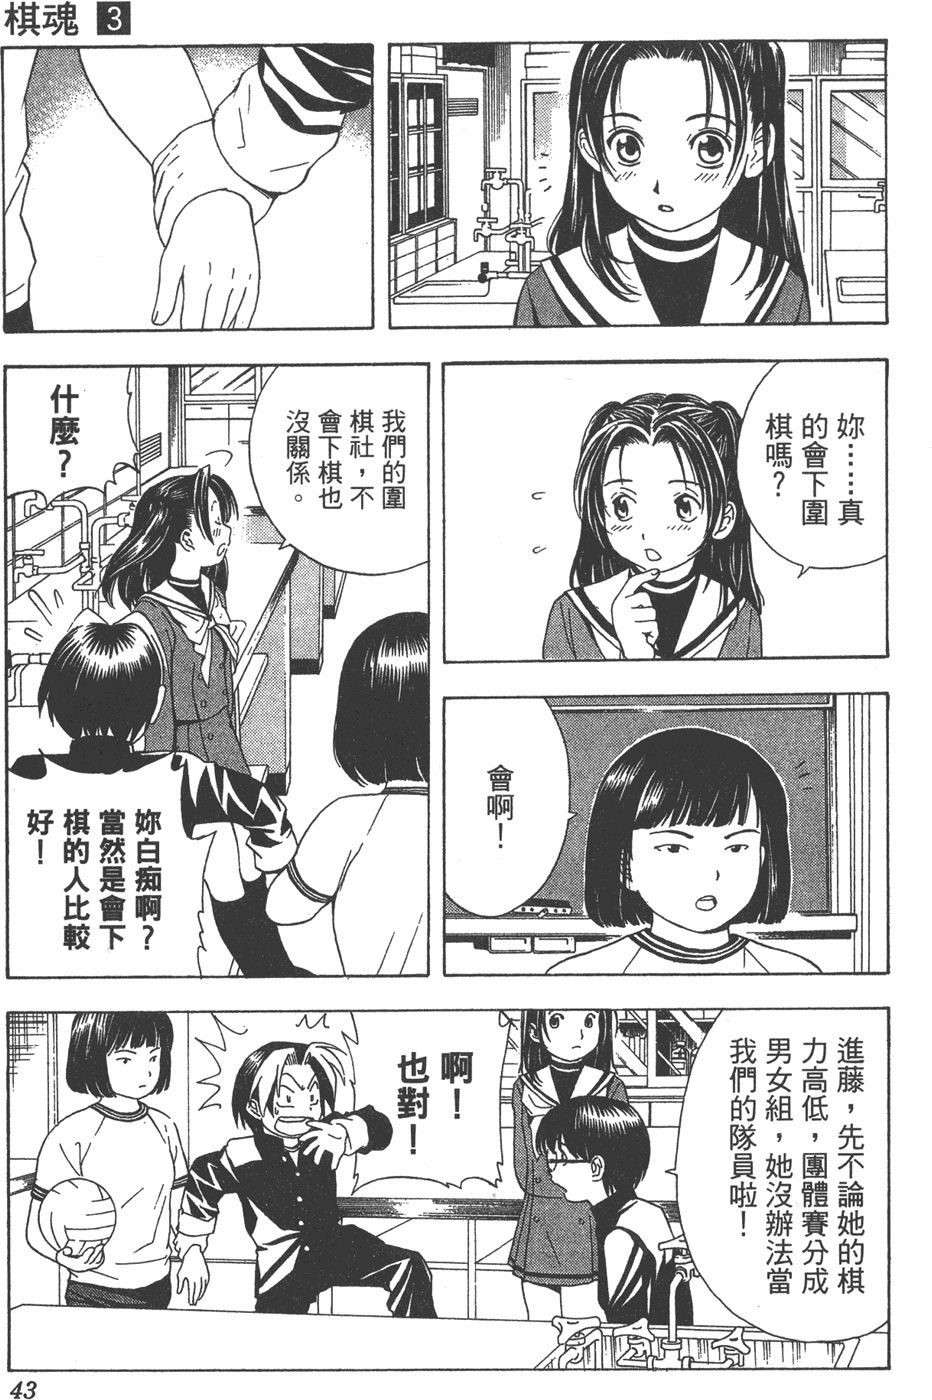 棋魂 3
妳……真
的會下圍
棋嗎？
會啊！
我們的圍
棋社，不
會下棋也
沒關係。
什麼？
妳白痴啊？
當然是會下
棋的人比較
好！
進藤，先不論她的棋
力高低，團體賽分成
男女組，她沒辦法當
我們的隊員啦！
啊！
也對！
43